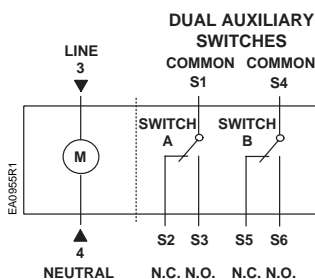 DUAL AUXILIARY
SWITCHES
LINE
3
COMMON COMMON
S1 S4
SWITCH
A
SWITCH
B
M
EA0955R1
4
NEUTRAL
S2 S3 S5 S6
N.C. N.O. N.C. N.O.